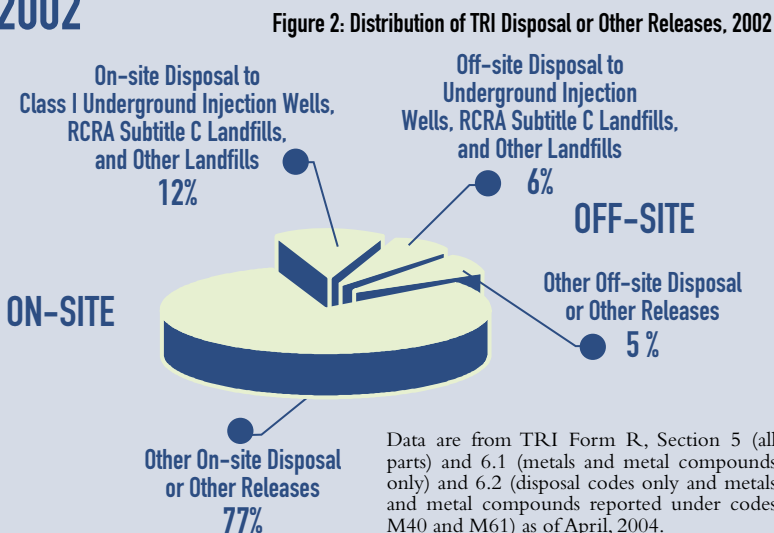 2002
Figure 2: Distribution of TRI Disposal or Other Releases, 2002
On-site Disposal to
Class I Underground Injection Wells,
RCRA Subtitle C Landfills,
and Other Landfills
12%
Off-site Disposal to
Underground Injection
Wells, RCRA Subtitle C Landfills,
and Other Landfills
6%
OFF-SITE
ON-SITE
Other Off-site Disposal
or Other Releases
5 %
Other On-site Disposal
or Other Releases
77%
Data are from TRI Form R, Section 5 (all
parts) and 6.1 (metals and metal compounds
only) and 6.2 (disposal codes only and metals
and metal compounds reported under codes
M40 and M61) as of April, 2004.